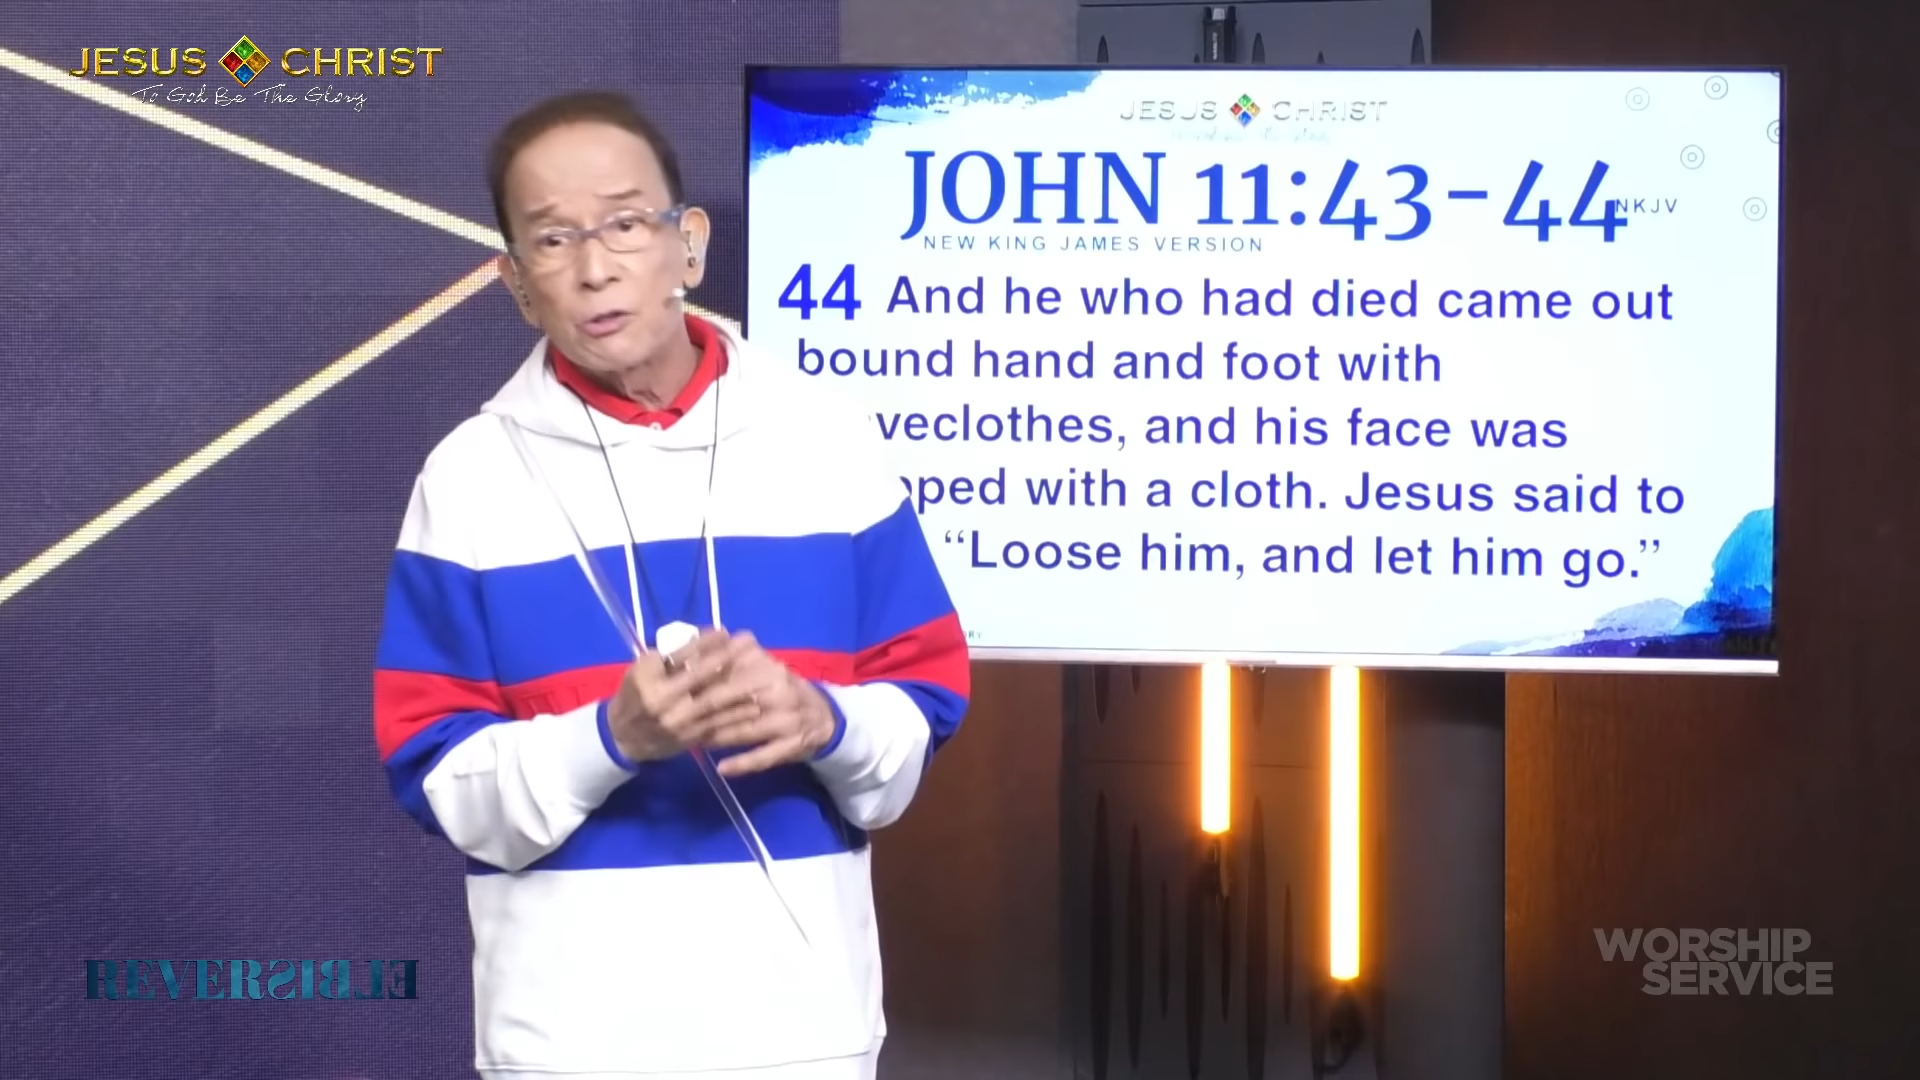 JESUS CHRIST
To God Be The Glory
JESUS CHRIST
JOHN 11:43-44
NKJV
NEW KING JAMES VERSION
44 And he who had died came out
bound hand and foot with
veclothes, and his face was
pped with a cloth. Jesus said to
“Loose him, and let him go.”
REVERSIBLE
WORSHIP
SERVICE